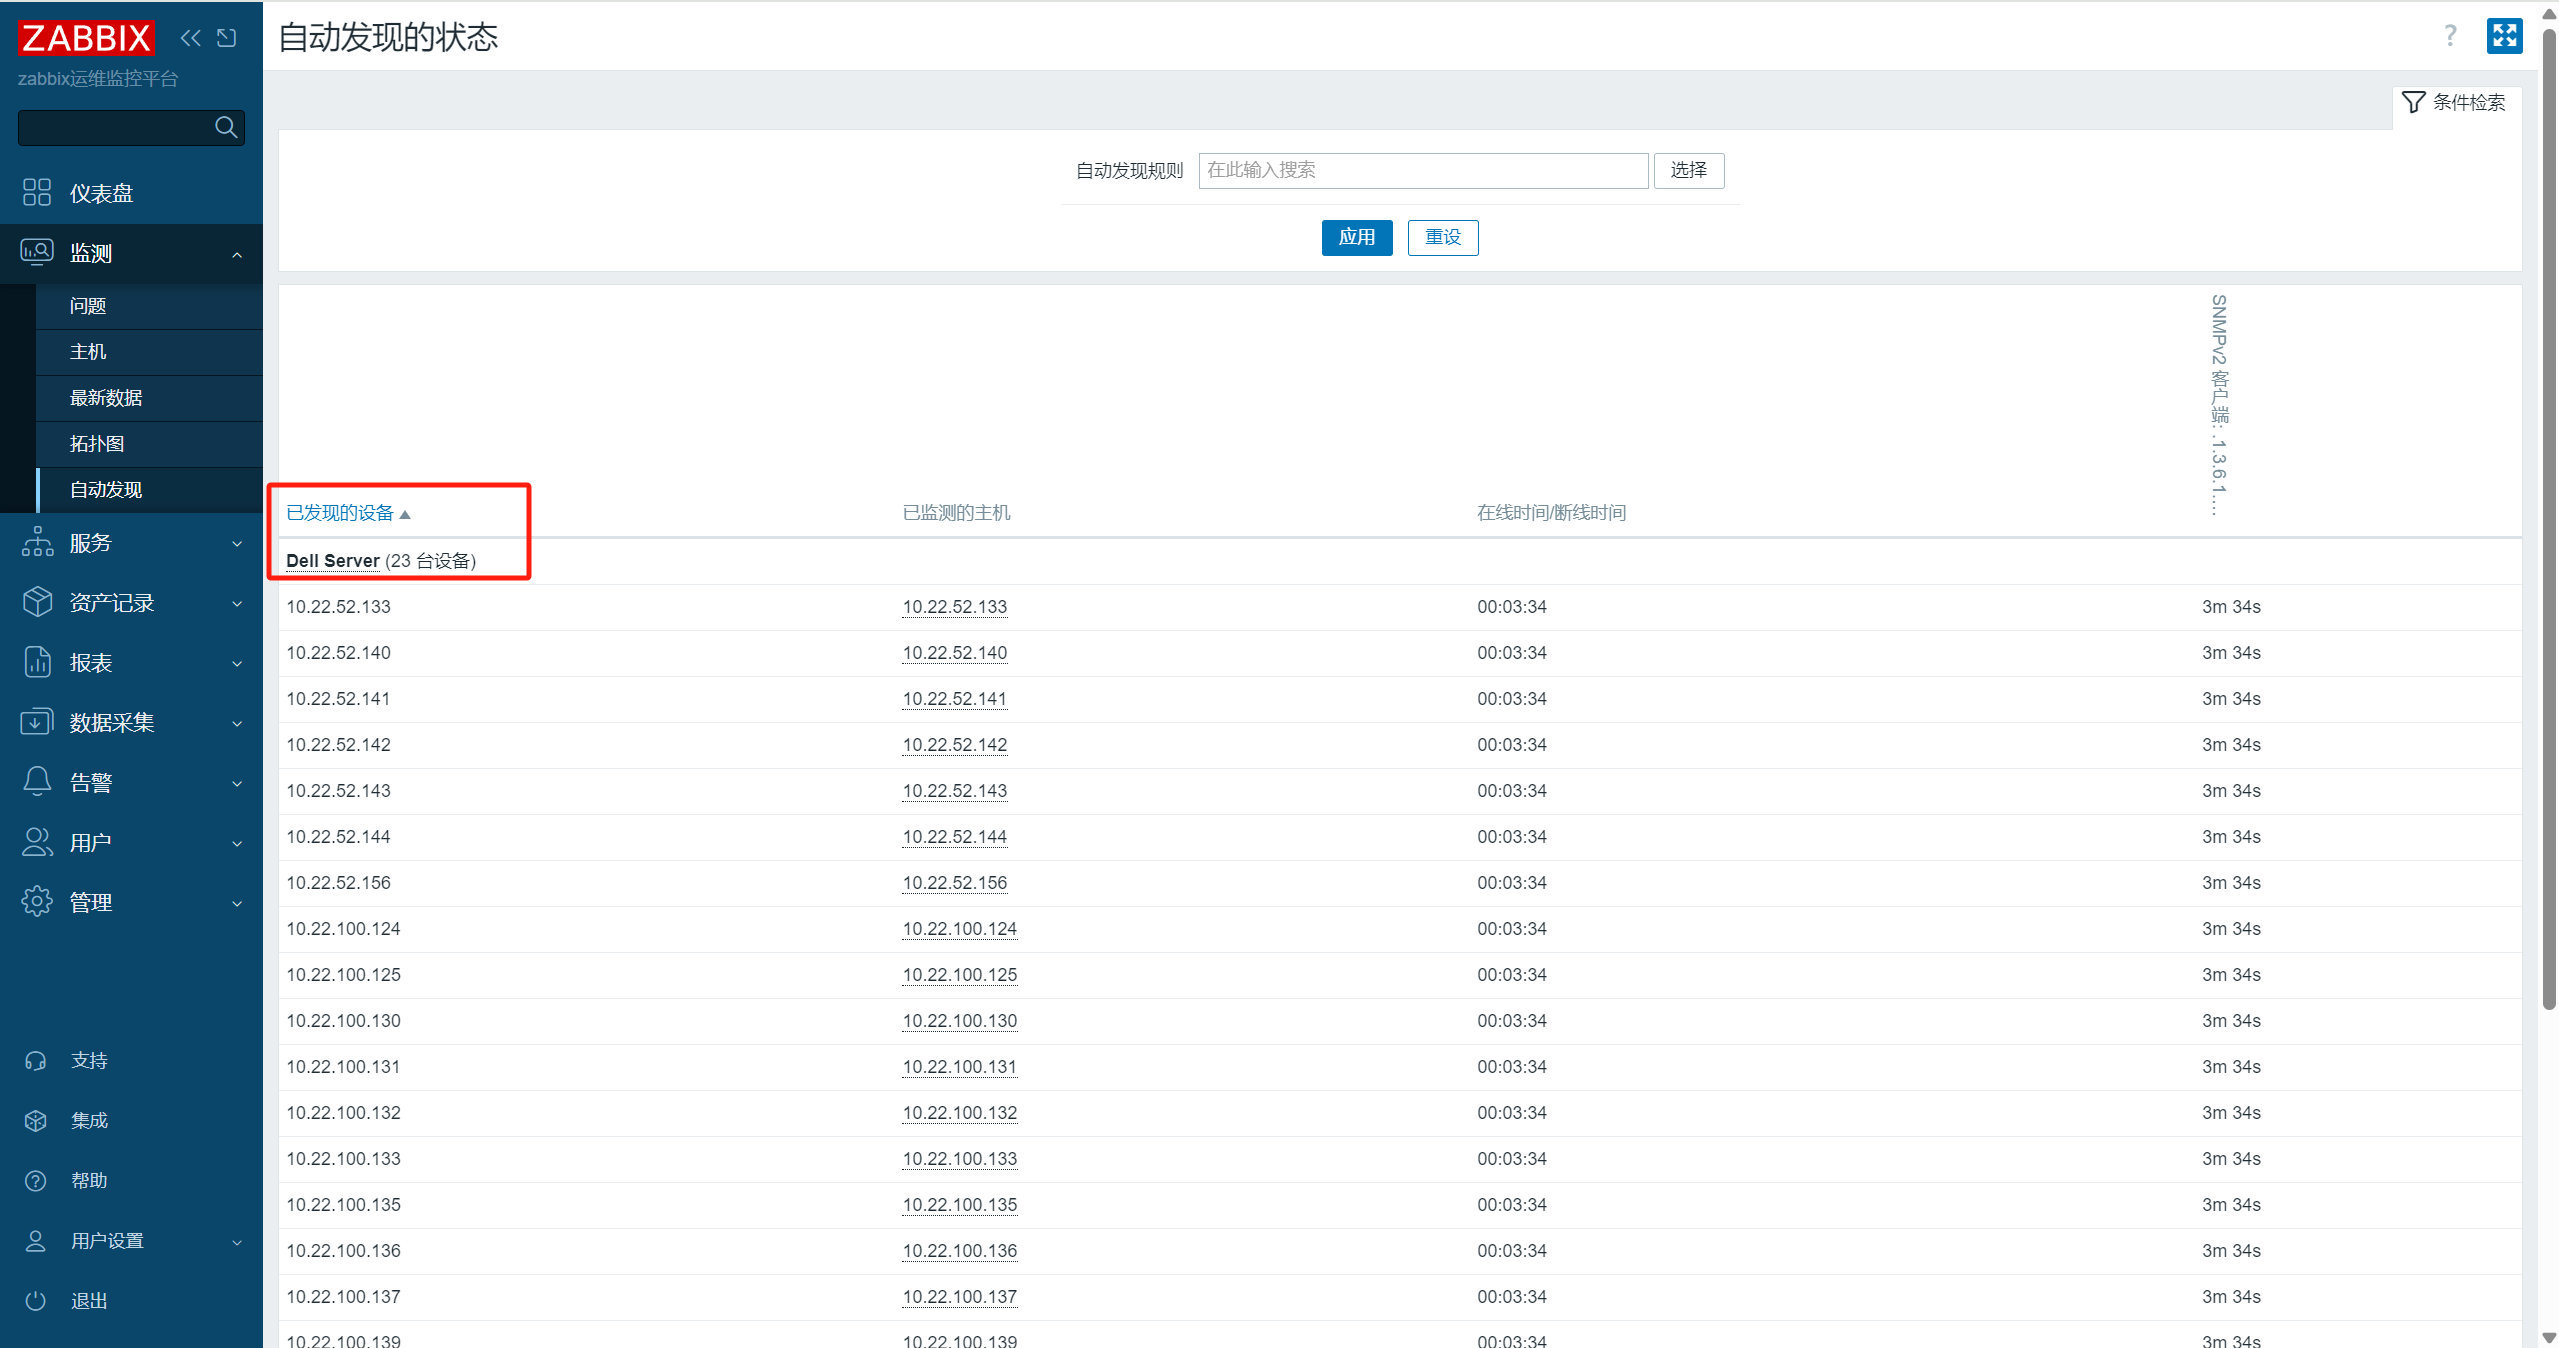 ZABBIX
zabbix运维监控平台
仪表盘
监测
问题
主机
最新数据
拓扑图
自动发现
服务
资产记录
报表
数据采集
告警
用户
管理
支持
集成
帮助
用户设置
退出
自动发现的状态
?
条件检索
自动发现规则 在此输入搜索 选择
应用 重设
已发现的设备▲ 已监测的主机 在线时间/断线时间 SNMPv2 客户端: .1.3.6.1....
Dell Server (23 台设备)
10.22.52.133 10.22.52.133 00:03:34 3m 34s
10.22.52.140 10.22.52.140 00:03:34 3m 34s
10.22.52.141 10.22.52.141 00:03:34 3m 34s
10.22.52.142 10.22.52.142 00:03:34 3m 34s
10.22.52.143 10.22.52.143 00:03:34 3m 34s
10.22.52.144 10.22.52.144 00:03:34 3m 34s
10.22.52.156 10.22.52.156 00:03:34 3m 34s
10.22.100.124 10.22.100.124 00:03:34 3m 34s
10.22.100.125 10.22.100.125 00:03:34 3m 34s
10.22.100.130 10.22.100.130 00:03:34 3m 34s
10.22.100.131 10.22.100.131 00:03:34 3m 34s
10.22.100.132 10.22.100.132 00:03:34 3m 34s
10.22.100.133 10.22.100.133 00:03:34 3m 34s
10.22.100.135 10.22.100.135 00:03:34 3m 34s
10.22.100.136 10.22.100.136 00:03:34 3m 34s
10.22.100.137 10.22.100.137 00:03:34 3m 34s
10.22.100.139 10.22.100.139 00:03:34 3m 34s